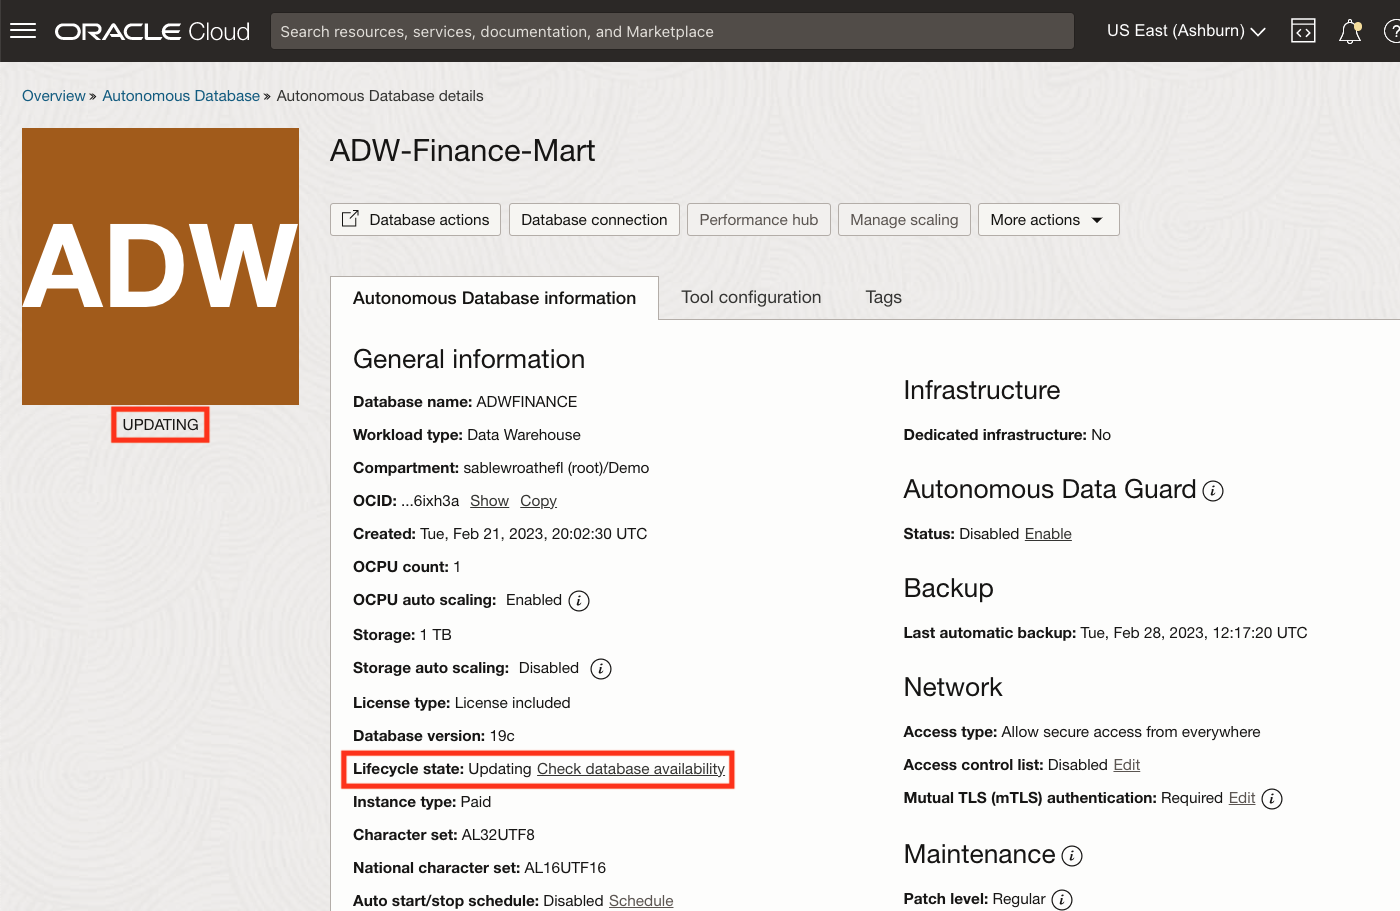 ORACLE Cloud
Search resources, services, documentation, and Marketplace
US East (Ashburn)
Overview » Autonomous Database » Autonomous Database details
ADW
UPDATING
ADW-Finance-Mart
Database actions
Database connection
Performance hub
Manage scaling
More actions
Autonomous Database information
Tool configuration
Tags
General information
Database name: ADWFINANCE
Workload type: Data Warehouse
Compartment: sablewroathefl (root)/Demo
OCID: ...6ixh3a Show Copy
Created: Tue, Feb 21, 2023, 20:02:30 UTC
OCPU count: 1
OCPU auto scaling: Enabled i
Storage: 1 TB
Storage auto scaling: Disabled i
License type: License included
Database version: 19c
Lifecycle state: Updating Check database availability
Instance type: Paid
Character set: AL32UTF8
National character set: AL16UTF16
Auto start/stop schedule: Disabled Schedule
Infrastructure
Dedicated infrastructure: No
Autonomous Data Guard i
Status: Disabled Enable
Backup
Last automatic backup: Tue, Feb 28, 2023, 12:17:20 UTC
Network
Access type: Allow secure access from everywhere
Access control list: Disabled Edit
Mutual TLS (mTLS) authentication: Required Edit i
Maintenance i
Patch level: Regular i